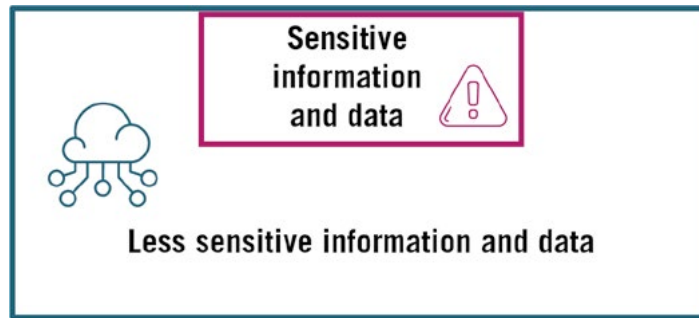 Sensitive
information
and data
Less sensitive information and data